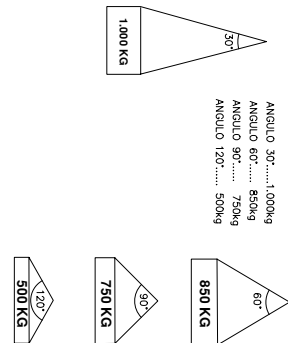 30°
1.000 KG
ANGULO 30°......1.000kg
ANGULO 60°...... 850kg
ANGULO 90°...... 750kg
ANGULO 120°...... 500kg
60°
850 KG
90°
750 KG
120°
500 KG